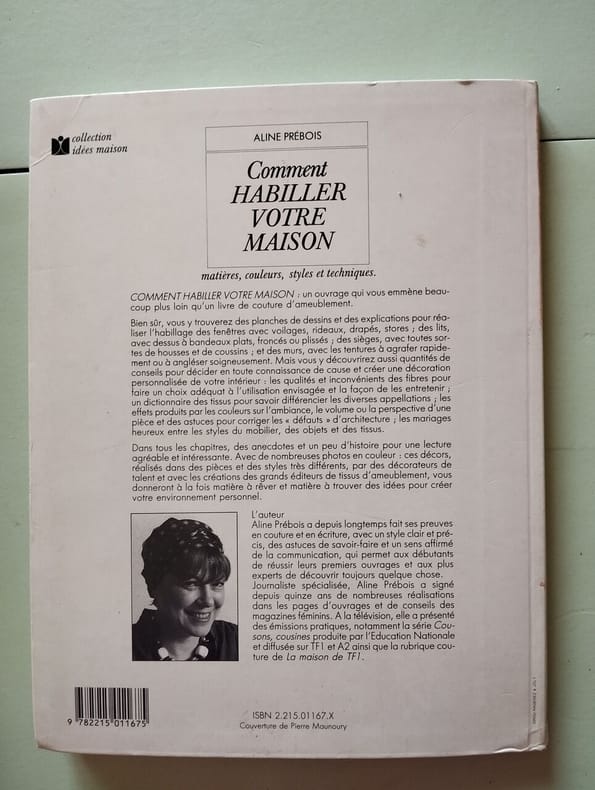 collection
idées maison
ALINE PRÉBOIS
Comment
HABILLER
VOTRE
MAISON
matières, couleurs, styles et techniques.
COMMENT HABILLER VOTRE MAISON : un ouvrage qui vous emmène beau-
coup plus loin qu'un livre de couture d'ameublement.
Bien sûr, vous y trouverez des planches de dessins et des explications pour réa-
liser l'habillage des fenêtres avec voilages, rideaux, drapés, stores ; des lits,
avec dessus à bandeaux plats, froncés ou plissés ; des sièges, avec toutes sor-
tes de housses et de coussins ; et des murs, avec les tentures à agrafer rapide-
ment ou à angléser soigneusement. Mais vous y découvrirez aussi quantités de
conseils pour décider en toute connaissance de cause et créer une décoration
personnalisée de votre intérieur : les qualités et inconvénients des fibres pour
faire un choix adéquat à l'utilisation envisagée et la façon de les entretenir ;
un dictionnaire des tissus pour savoir différencier les diverses appellations ; les
effets produits par les couleurs sur l'ambiance, le volume ou la perspective d'une
pièce et des astuces pour corriger les « défauts » d'architecture ; les mariages
heureux entre les styles du mobilier, des objets et des tissus.
Dans tous les chapitres, des anecdotes et un peu d'histoire pour une lecture
agréable et intéressante. Avec de nombreuses photos en couleur : ces décors,
réalisés dans des pièces et des styles très différents, par des décorateurs de
talent et avec les créations des grands éditeurs de tissus d'ameublement, vous
donneront à la fois matière à rêver et matière à trouver des idées pour créer
votre environnement personnel.
L'auteur
Aline Prébois a depuis longtemps fait ses preuves
en couture et en écriture, avec un style clair et pré-
cis, des astuces de savoir-faire et un sens affirmé
de la communication, qui permet aux débutants
de réussir leurs premiers ouvrages et aux plus
experts de découvrir toujours quelque chose.
Journaliste spécialisée, Aline Prébois a signé
depuis quinze ans de nombreuses réalisations
dans les pages d'ouvrages et de conseils des
magazines féminins. A la télévision, elle a présenté
des émissions pratiques, notamment la série Cou-
sons, cousines produite par l'Education Nationale
et diffusée sur TF1 et A2 ainsi que la rubrique cou-
ture de La maison de TF1.
9 782215 011675
ISBN 2.215.01167.X
Couverture de Pierre Maunoury